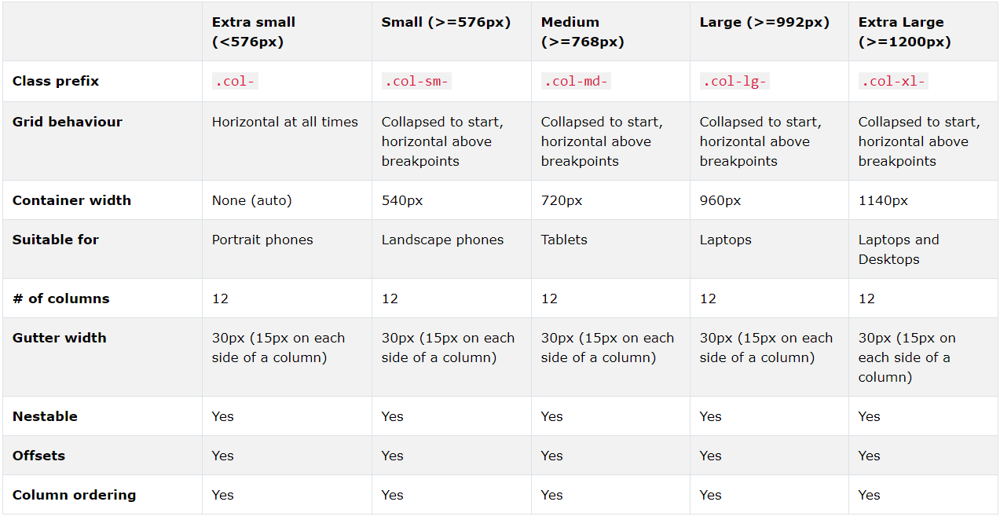 Extra small (<576px) Small (>=576px) Medium (>=768px) Large (>=992px) Extra Large (>=1200px)
Class prefix .col- .col-sm- .col-md- .col-lg- .col-xl-
Grid behaviour Horizontal at all times Collapsed to start, horizontal above breakpoints Collapsed to start, horizontal above breakpoints Collapsed to start, horizontal above breakpoints Collapsed to start, horizontal above breakpoints
Container width None (auto) 540px 720px 960px 1140px
Suitable for Portrait phones Landscape phones Tablets Laptops Laptops and Desktops
# of columns 12 12 12 12 12
Gutter width 30px (15px on each side of a column) 30px (15px on each side of a column) 30px (15px on each side of a column) 30px (15px on each side of a column) 30px (15px on each side of a column)
Nestable Yes Yes Yes Yes Yes
Offsets Yes Yes Yes Yes Yes
Column ordering Yes Yes Yes Yes Yes